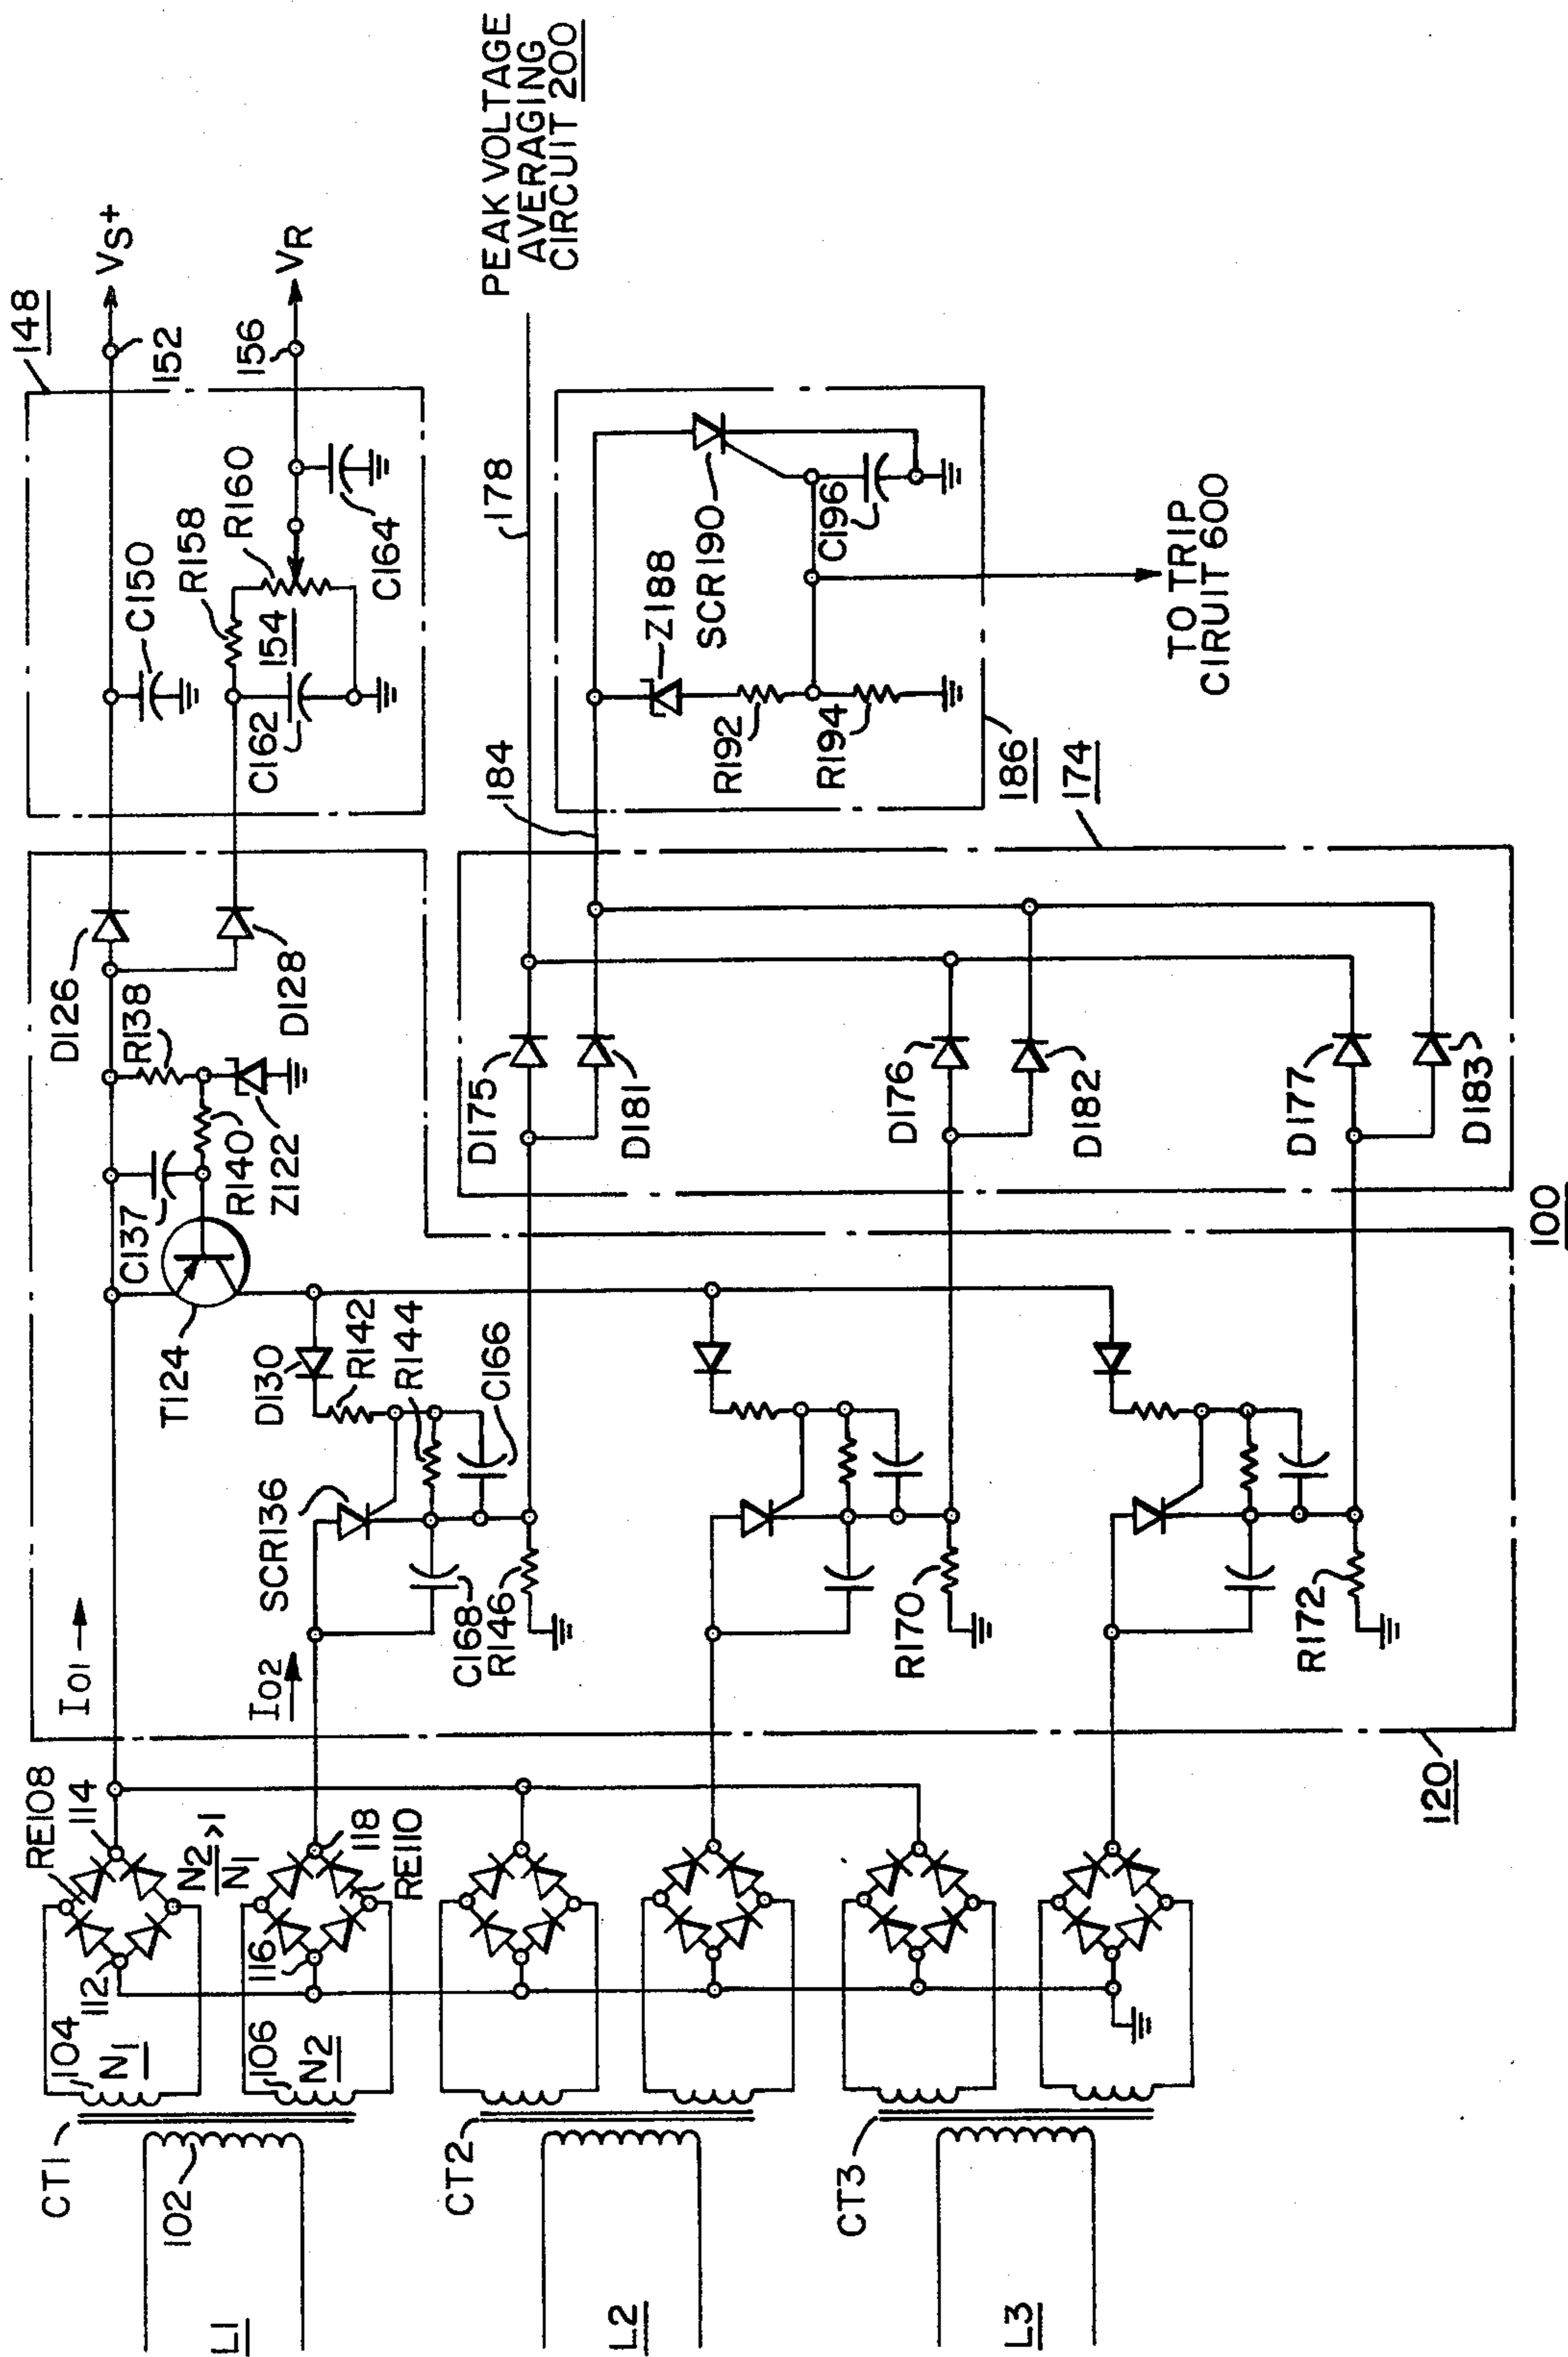 148
VS+
152
156
VR
C150
R158
R160
154
C162
C164
PEAK VOLTAGE
AVERAGING
CIRCUIT 200
178
184
Z188
SCR190
R192
R194
C196
186
174
TO TRIP
CIRUIT 600
D126
R138
D128
C137
R140
Z122
T124
D130
R142
R144
C166
SCR136
C168
R146
R170
R172
D175
D181
D176
D182
D177
D183
IO1
IO2
120
100
RE108
114
112
N2/N1 >1
116
118
RE110
104
N1
106
N2
CT1
102
CT2
CT3
L1
L2
L3